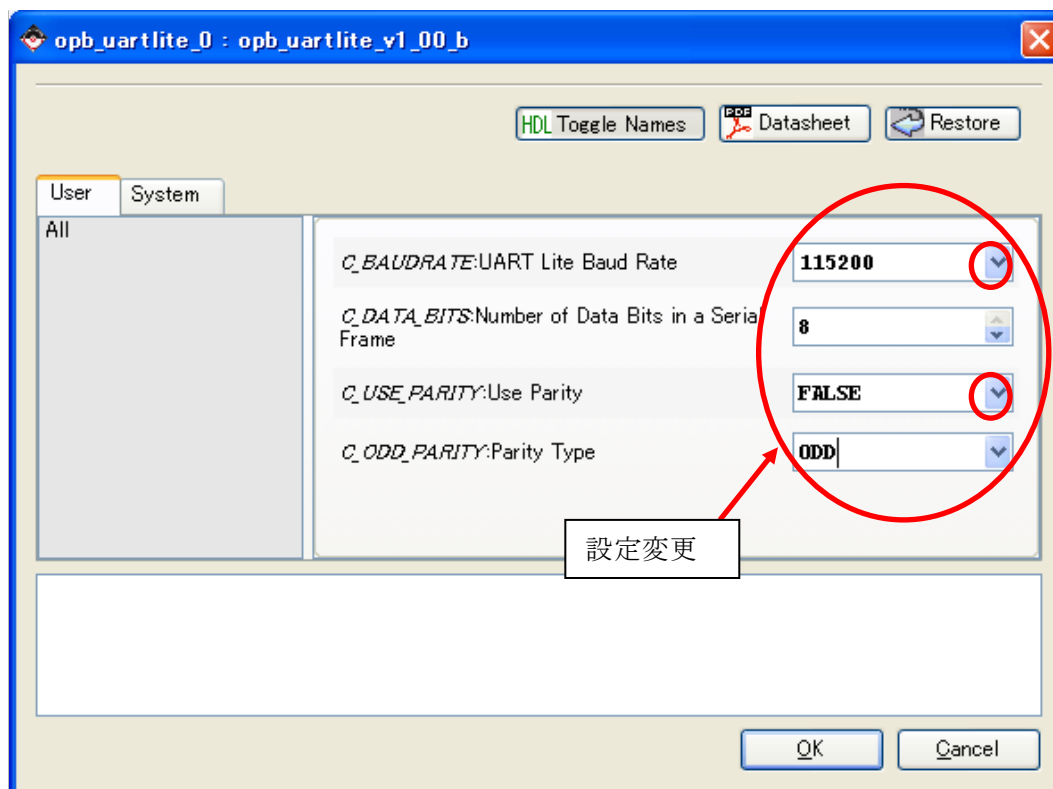 opb_uartlite_0 : opb_uartlite_v1_00_b
HDL Toggle Names
PDF Datasheet
Restore
User
System
All
C_BAUDRATE:UART Lite Baud Rate
115200
C_DATA_BITS:Number of Data Bits in a Serial
Frame
8
C_USE_PARITY:Use Parity
FALSE
C_ODD_PARITY:Parity Type
ODD
設定変更
OK
Cancel